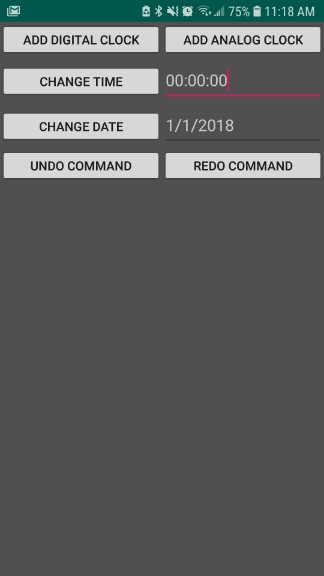 75% 11:18 AM
ADD DIGITAL CLOCK ADD ANALOG CLOCK
CHANGE TIME 00:00:00
CHANGE DATE 1/1/2018
UNDO COMMAND REDO COMMAND